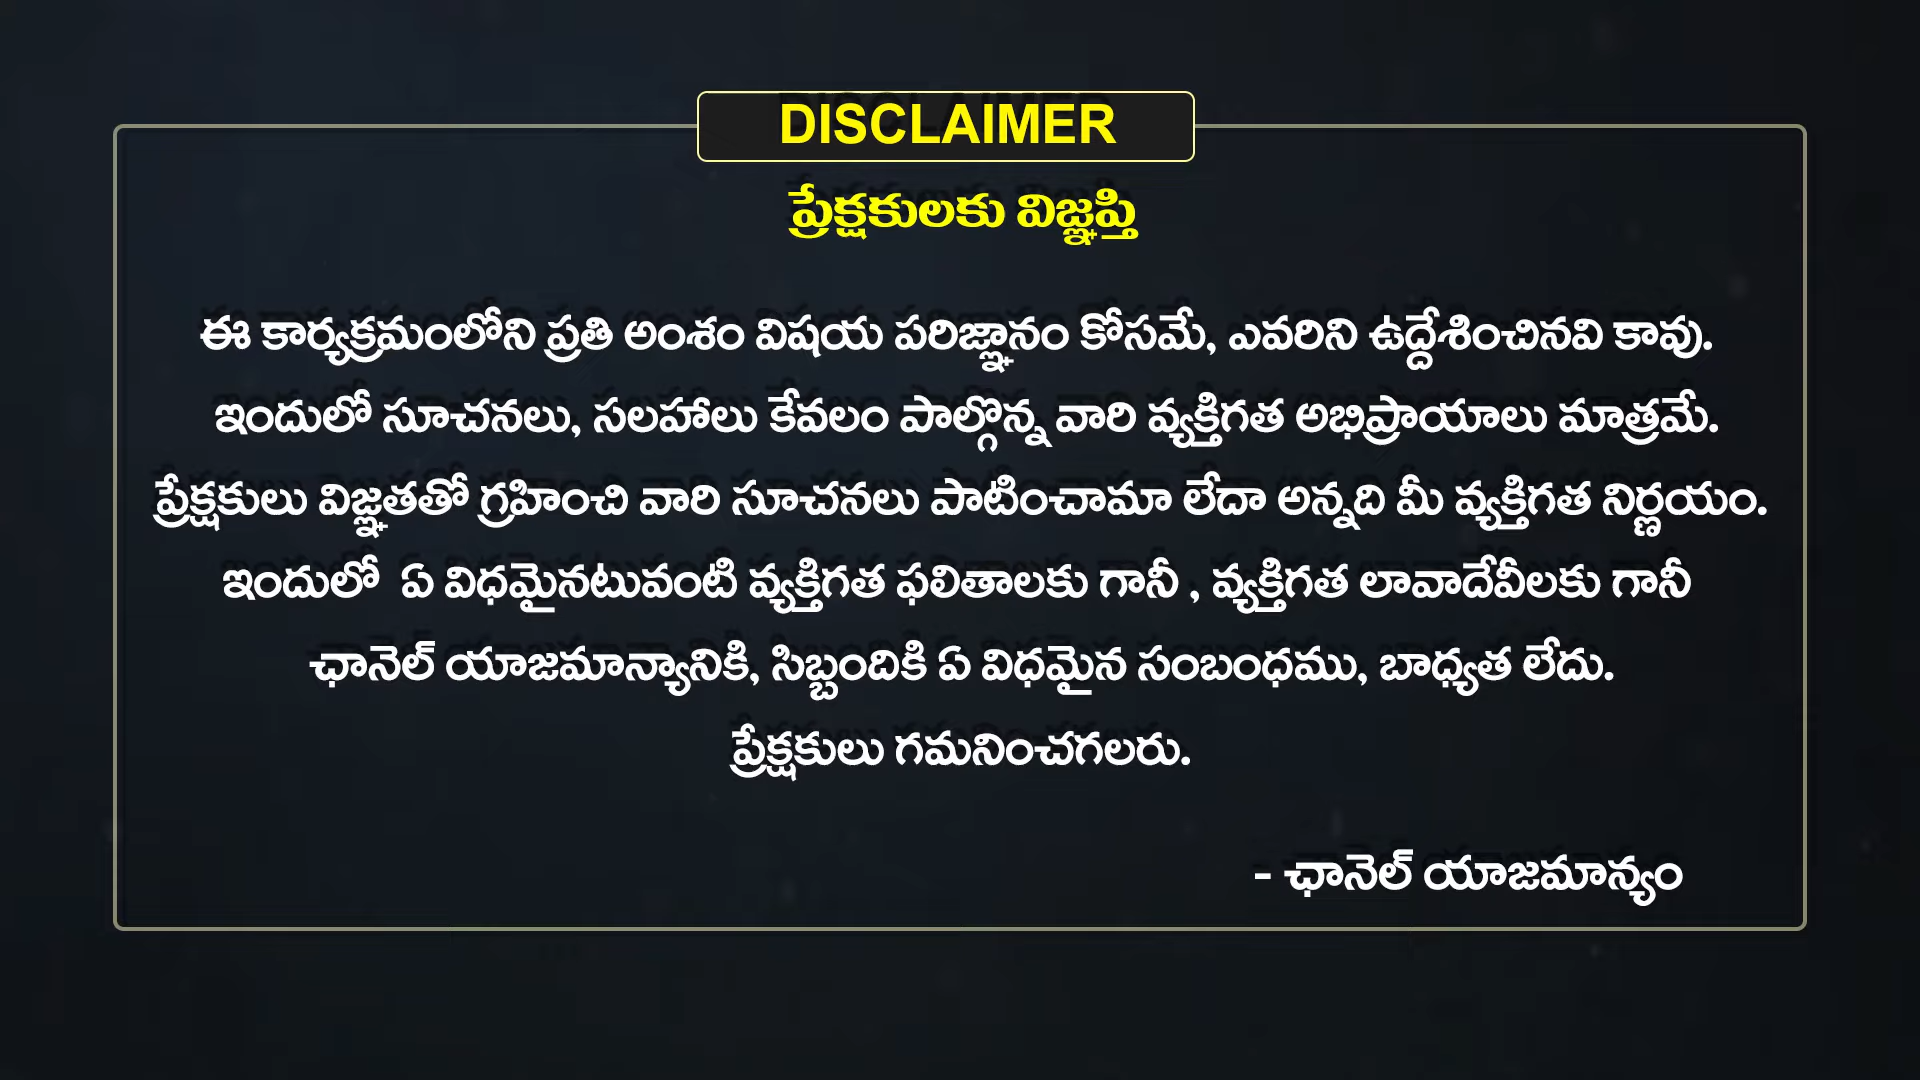 DISCLAIMER
ప్రేక్షకులకు విజ్ఞప్తి
ఈ కార్యక్రమంలోని ప్రతి అంశం విషయ పరిజ్ఞానం కోసమే, ఎవరిని ఉద్దేశించినవి కావు.
ఇందులో సూచనలు, సలహాలు కేవలం పాల్గొన్న వారి వ్యక్తిగత అభిప్రాయాలు మాత్రమే.
ప్రేక్షకులు విజ్ఞతతో గ్రహించి వారి సూచనలు పాటించామా లేదా అన్నది మీ వ్యక్తిగత నిర్ణయం.
ఇందులో ఏ విధమైనటువంటి వ్యక్తిగత ఫలితాలకు గానీ , వ్యక్తిగత లావాదేవీలకు గానీ
ఛానెల్ యాజమాన్యానికి, సిబ్బందికి ఏ విధమైన సంబంధము, బాధ్యత లేదు.
ప్రేక్షకులు గమనించగలరు.
- ఛానెల్ యాజమాన్యం